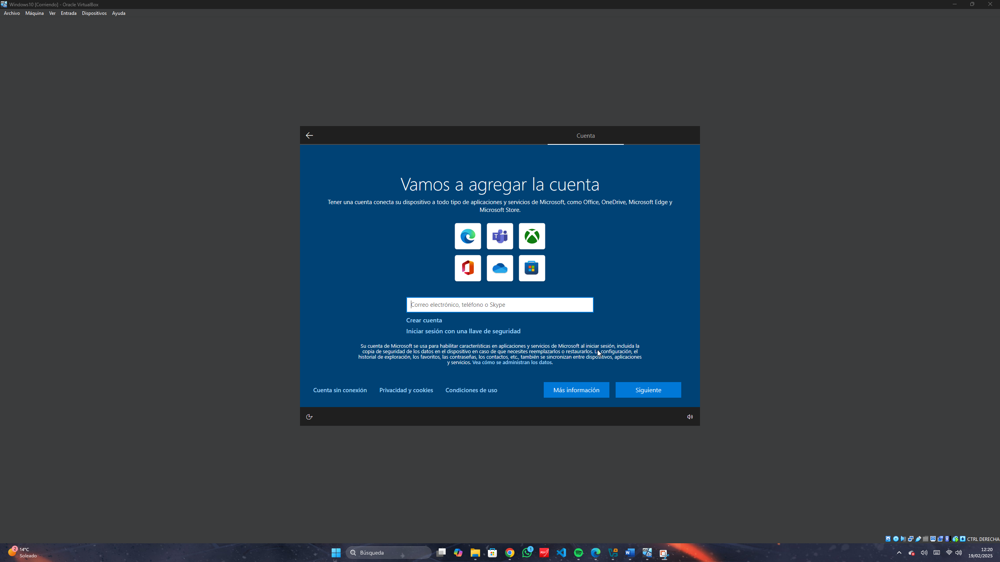 Windows10 [Corriendo] - Oracle VirtualBox
Archivo Máquina Ver Entrada Dispositivos Ayuda
Cuenta
Vamos a agregar la cuenta
Tener una cuenta conecta su dispositivo a todo tipo de aplicaciones y servicios de Microsoft, como Office, OneDrive, Microsoft Edge y
Microsoft Store.
Correo electrónico, teléfono o Skype
Crear cuenta
Iniciar sesión con una llave de seguridad
Su cuenta de Microsoft se usa para habilitar características en aplicaciones y servicios de Microsoft al iniciar sesión, incluida la
copia de seguridad de los datos en el dispositivo en caso de que necesites reemplazarlos o restaurarlos. La configuración, el
historial de exploración, los favoritos, las contraseñas, los contactos, etc., también se sincronizan entre dispositivos, aplicaciones
y servicios. Vea cómo se administran los datos.
Cuenta sin conexión Privacidad y cookies Condiciones de uso Más información Siguiente
CTRL DERECHA
2
14°C
Soleado
Búsqueda
1
PDF
12:20
19/02/2025